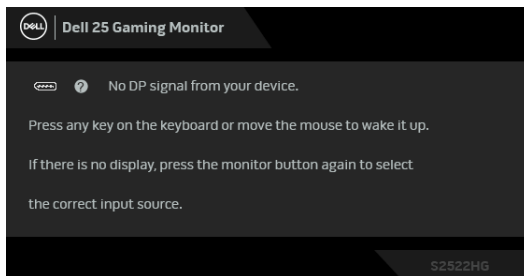 DELL Dell 25 Gaming Monitor
No DP signal from your device.
Press any key on the keyboard or move the mouse to wake it up.
If there is no display, press the monitor button again to select
the correct input source.
S2522HG